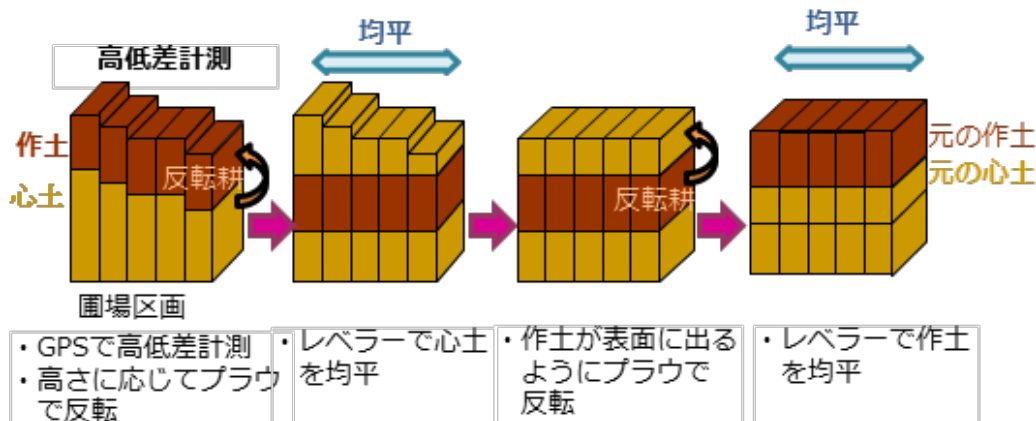 高低差計測
均平
均平
作土
心土
反転耕
反転耕
元の作土
元の心土
圃場区画
・GPSで高低差計測
・高さに応じてプラウ
で反転
・レベラーで心土
を均平
・作土が表面に出る
ようにプラウで
反転
・レベラーで作土
を均平